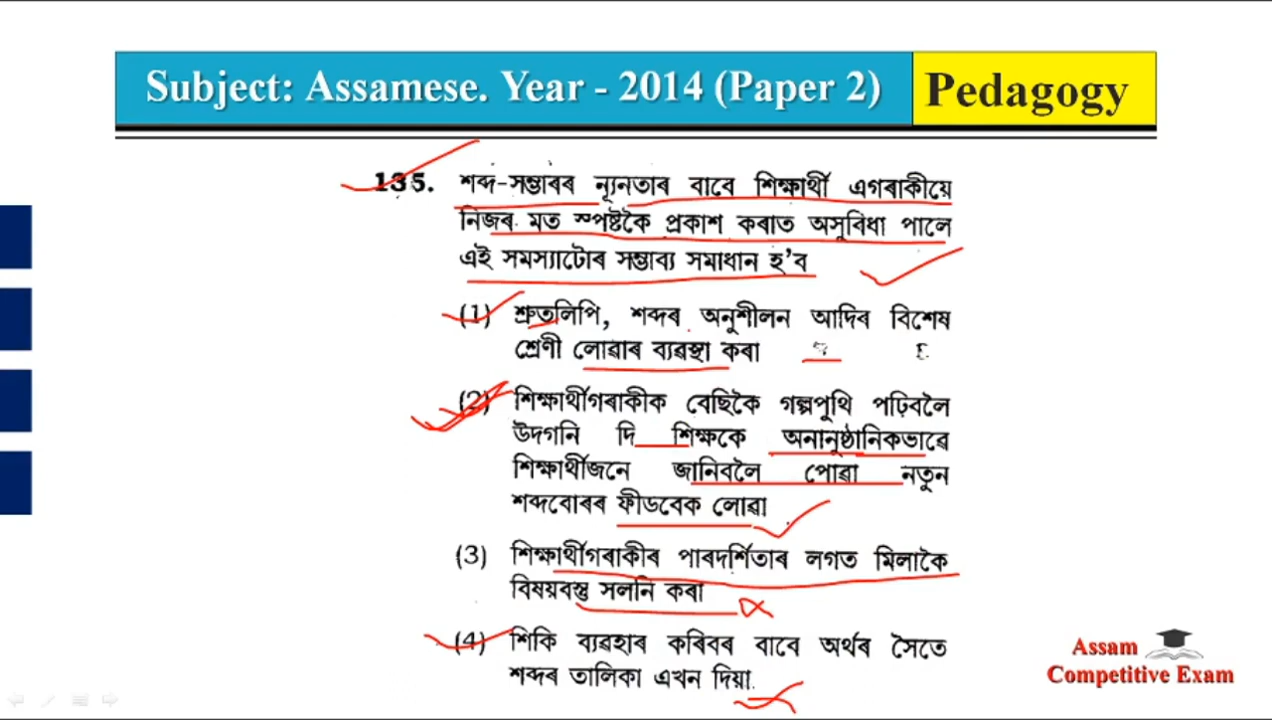 Subject: Assamese. Year - 2014 (Paper 2)
Pedagogy
135. শব্দ-সম্ভাৰৰ ন্যূনতাৰ বাবে শিক্ষাৰ্থী এগৰাকীয়ে
নিজৰ মত স্পষ্টকৈ প্ৰকাশ কৰাত অসুবিধা পালে
এই সমস্যাটোৰ সম্ভাব্য সমাধান হ'ব
(1) শ্ৰুতলিপি, শব্দৰ অনুশীলন আদিৰ বিশেষ
শ্ৰেণী লোৱাৰ ব্যৱস্থা কৰা
(2) শিক্ষাৰ্থীগৰাকীক বেছিকৈ গল্পপুথি পঢ়িবলৈ
উদগনি দি শিক্ষকে অনানুষ্ঠানিকভাৱে
শিক্ষাৰ্থীজনে জানিবলৈ পোৱা নতুন
শব্দবোৰৰ ফীডবেক লোৱা
(3) শিক্ষাৰ্থীগৰাকীৰ পাৰদৰ্শিতাৰ লগত মিলাকৈ
বিষয়বস্তু সলনি কৰা
(4) শিকি ব্যৱহাৰ কৰিবৰ বাবে অৰ্থৰ সৈতে
শব্দৰ তালিকা এখন দিয়া
Assam
Competitive Exam